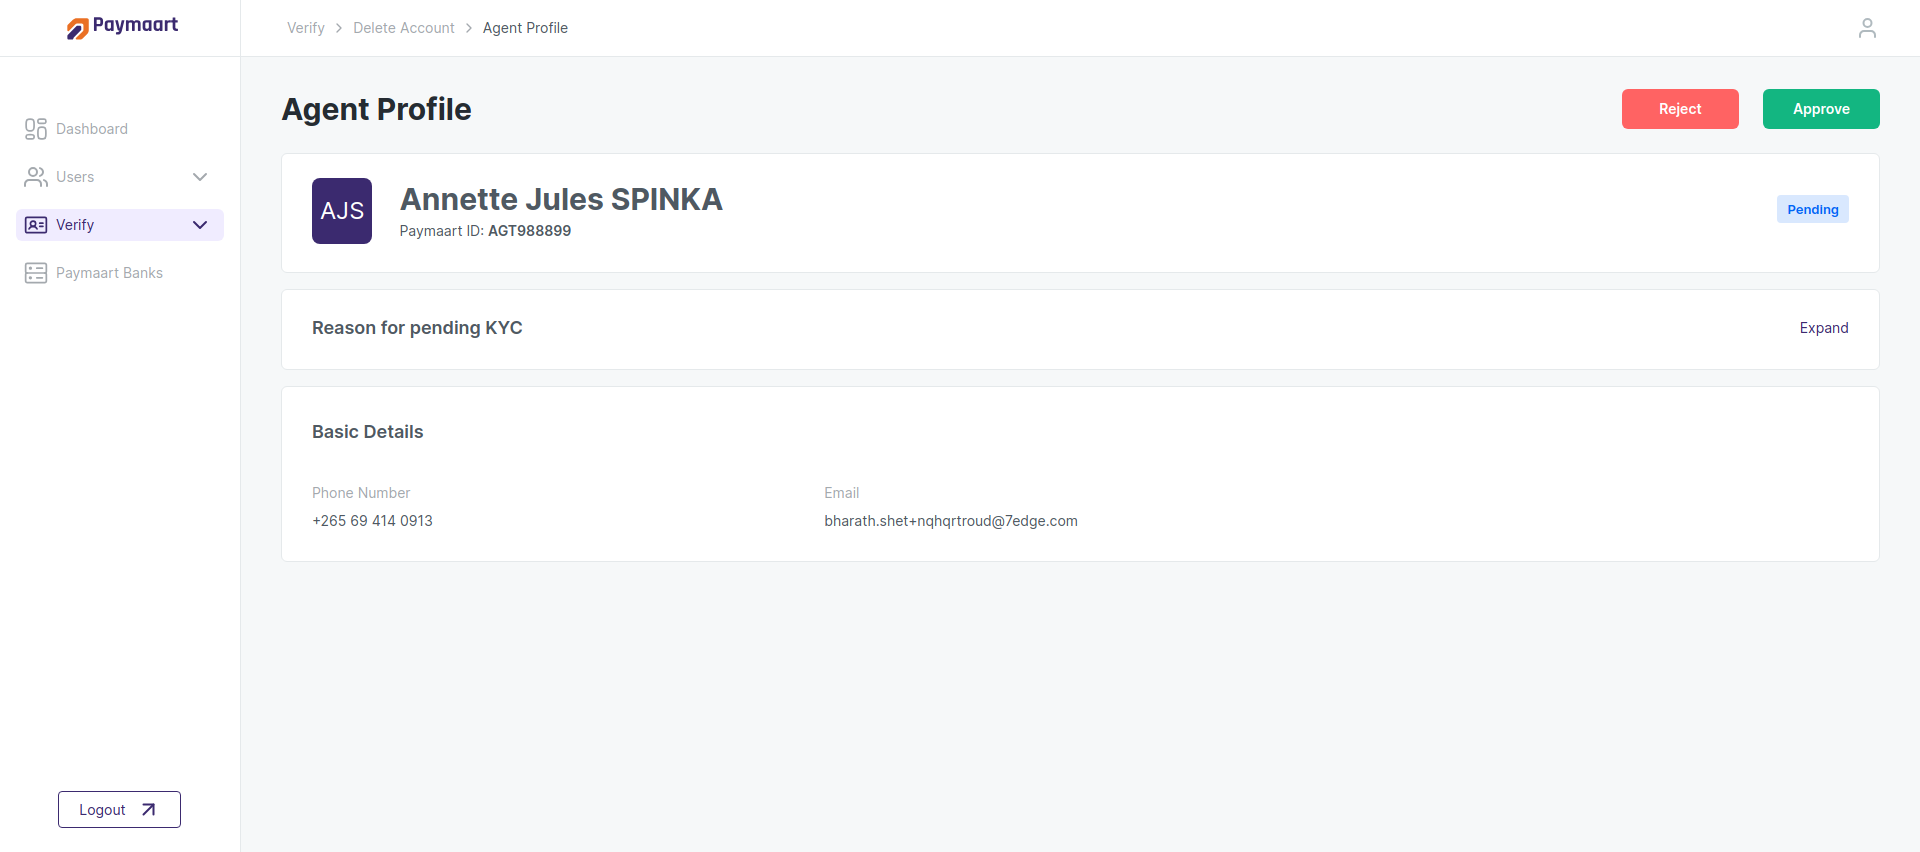 Paymaart
Verify > Delete Account > Agent Profile
Dashboard
Users
Verify
Paymaart Banks
Logout
Agent Profile
Reject
Approve
AJS
Annette Jules SPINKA
Paymaart ID: AGT988899
Pending
Reason for pending KYC
Expand
Basic Details
Phone Number
+265 69 414 0913
Email
bharath.shet+nqhqrtroud@7edge.com